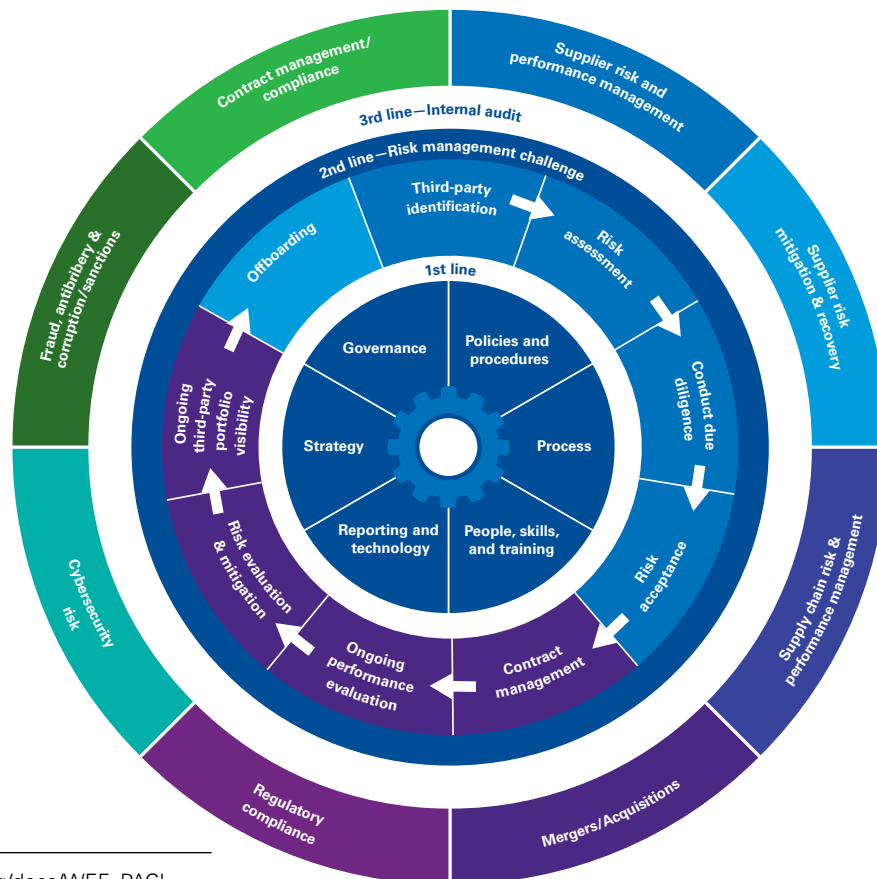 Contract management/
compliance
Supplier risk and
performance management
Supplier risk
mitigation & recovery
Supply chain risk &
performance management
Mergers/Acquisitions
Regulatory
compliance
Cybersecurity
risk
Fraud, antibribery &
corruption/sanctions
3rd line—Internal audit
2nd line—Risk management challenge
Third-party
identification
Risk
assessment
Conduct due
diligence
Risk
acceptance
Contract
management
Ongoing
performance
evaluation
Risk evaluation
& mitigation
Ongoing
third-party
portfolio
visibility
Offboarding
1st line
Governance
Policies and
procedures
Process
People, skills,
and training
Reporting and
technology
Strategy